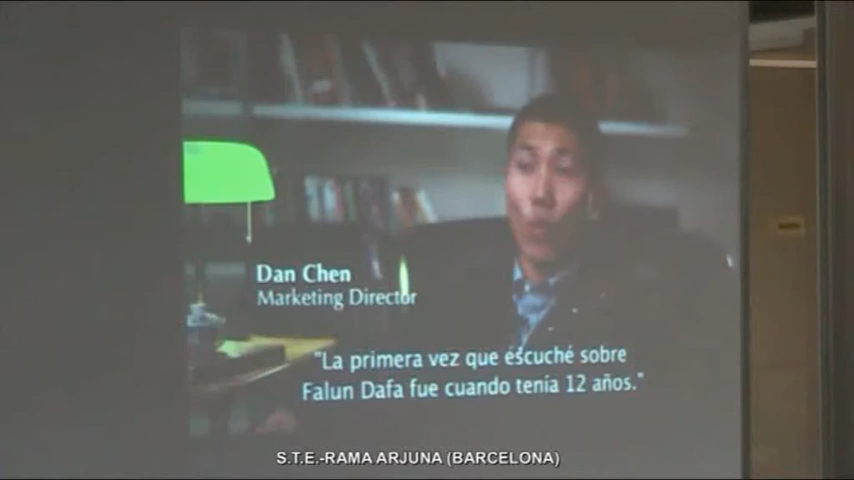 Dan Chen
Marketing Director
"La primera vez que escuché sobre
Falun Dafa fue cuando tenía 12 años."
S.T.E.-RAMA ARJUNA (BARCELONA)